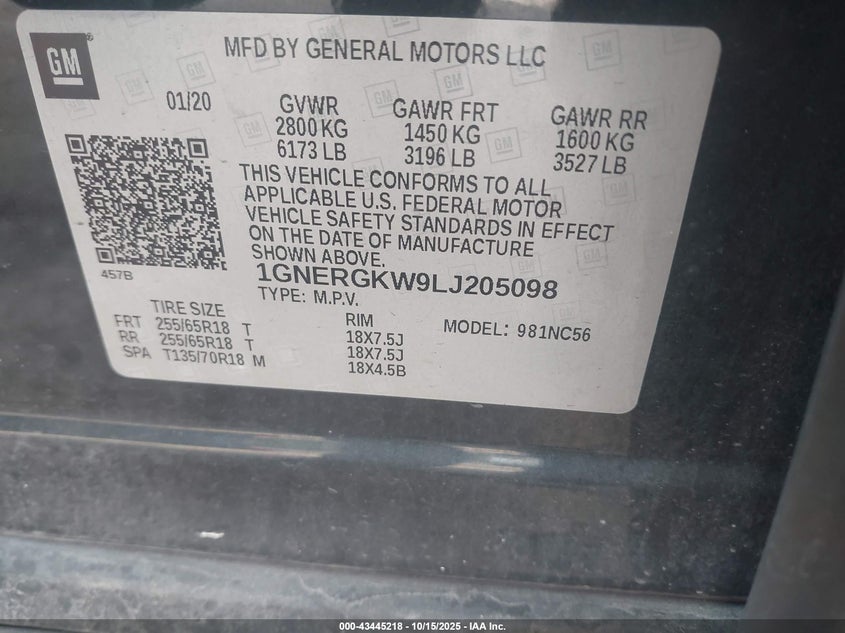 GM
MFD BY GENERAL MOTORS LLC
01/20
GVWR
2800 KG
6173 LB
GAWR FRT
1450 KG
3196 LB
GAWR RR
1600 KG
3527 LB
THIS VEHICLE CONFORMS TO ALL
APPLICABLE U.S. FEDERAL MOTOR
VEHICLE SAFETY STANDARDS IN EFFECT
ON THE DATE OF MANUFACTURE
SHOWN ABOVE.
457B
1GNERGKW9LJ205098
TYPE: M.P.V.
MODEL: 981NC56
TIRE SIZE RIM
FRT 255/65R18 T 18X7.5J
RR 255/65R18 T 18X7.5J
SPA T135/70R18 M 18X4.5B
000-43445218 - 10/15/2025 - IAA Inc.